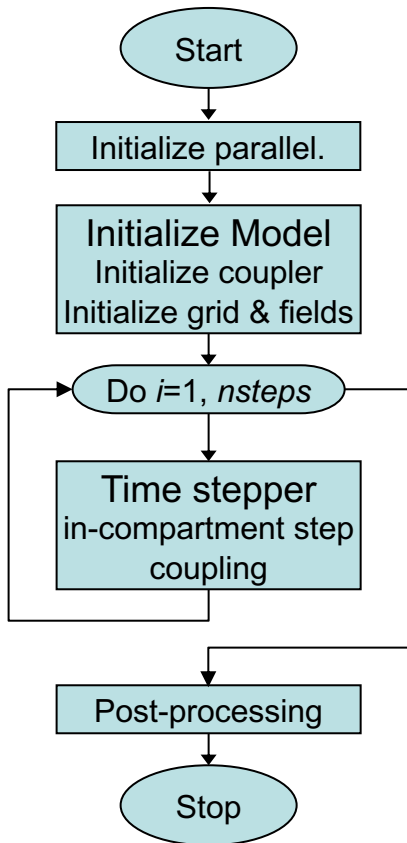 Start
Initialize parallel.
Initialize Model
Initialize coupler
Initialize grid & fields
Do i=1, nsteps
Time stepper
in-compartment step
coupling
Post-processing
Stop